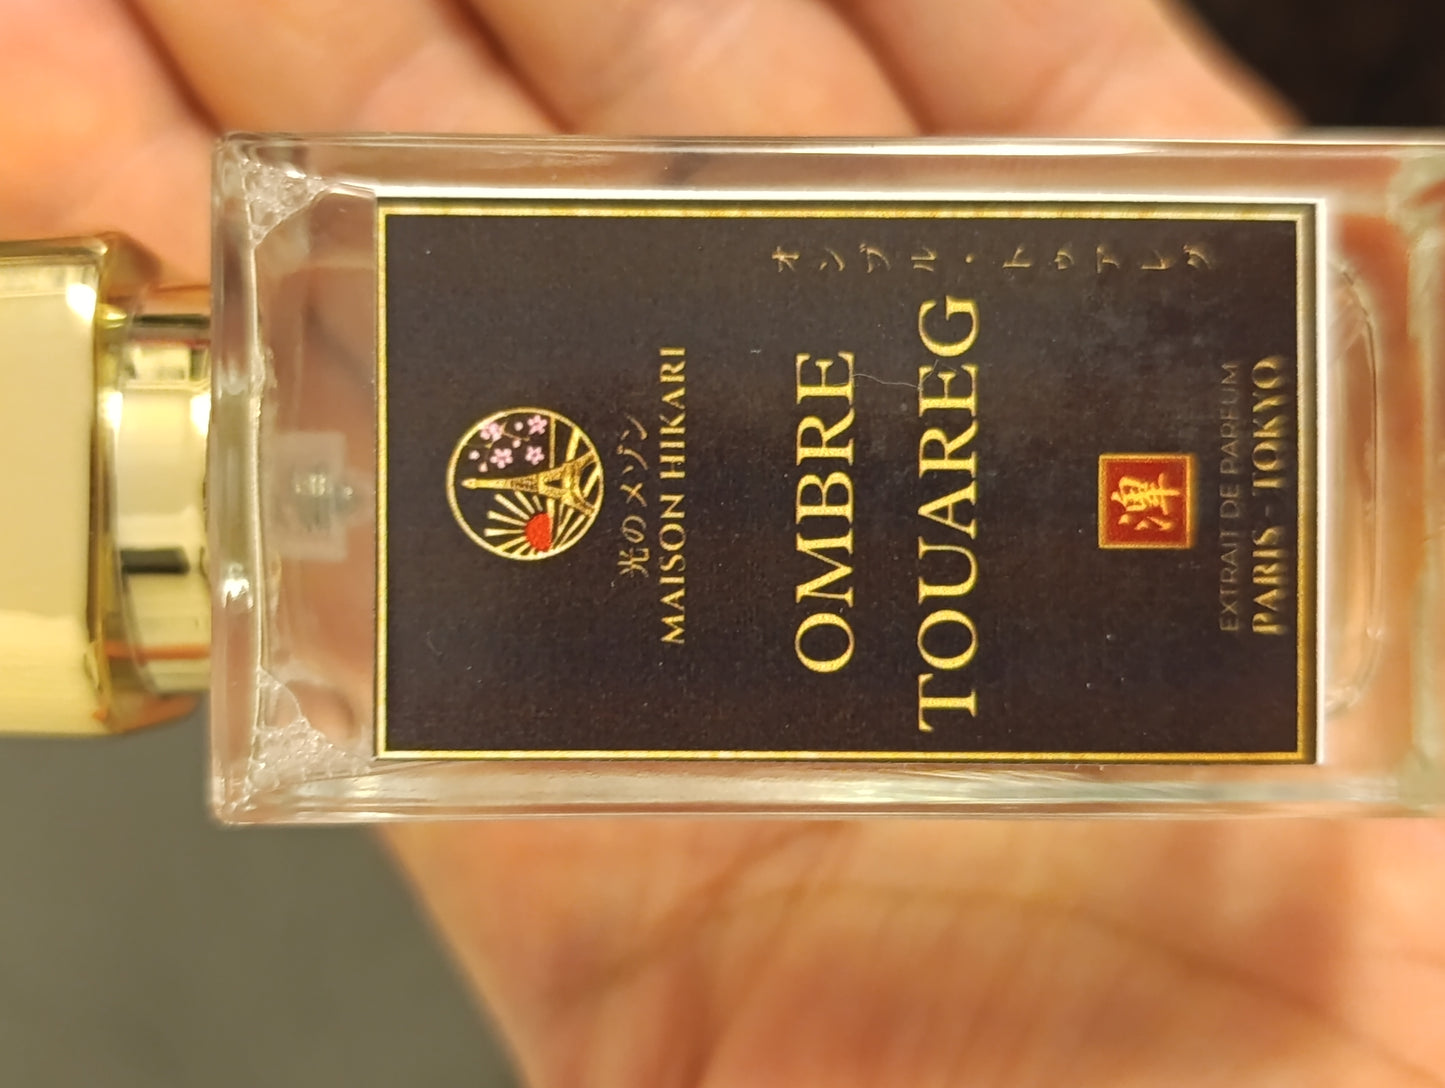 光のメゾン
MAISON HIKARI
オンブル・トゥアレグ
OMBRE
TOUAREG
EXTRAIT DE PARFUM
PARIS - TOKYO